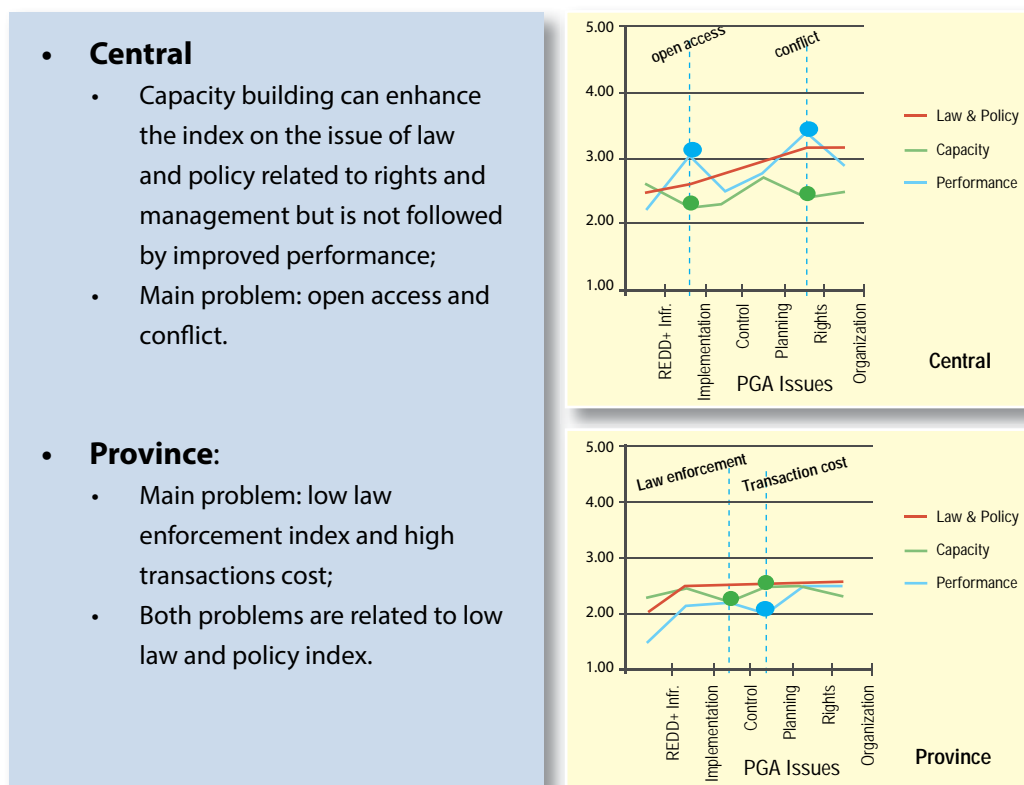 • Central
• Capacity building can enhance
the index on the issue of law
and policy related to rights and
management but is not followed
by improved performance;
• Main problem: open access and
conflict.
• Province:
• Main problem: low law
enforcement index and high
transactions cost;
• Both problems are related to low
law and policy index.
5.00
4.00
3.00
2.00
1.00
open access
conflict
Law & Policy
Capacity
Performance
REDD+ Infr.
Implementation
Control
Planning
Rights
Organization
PGA Issues
Central
5.00
4.00
3.00
2.00
1.00
Law enforcement
Transaction cost
Law & Policy
Capacity
Performance
REDD+ Infr.
Implementation
Control
Planning
Rights
Organization
PGA Issues
Province